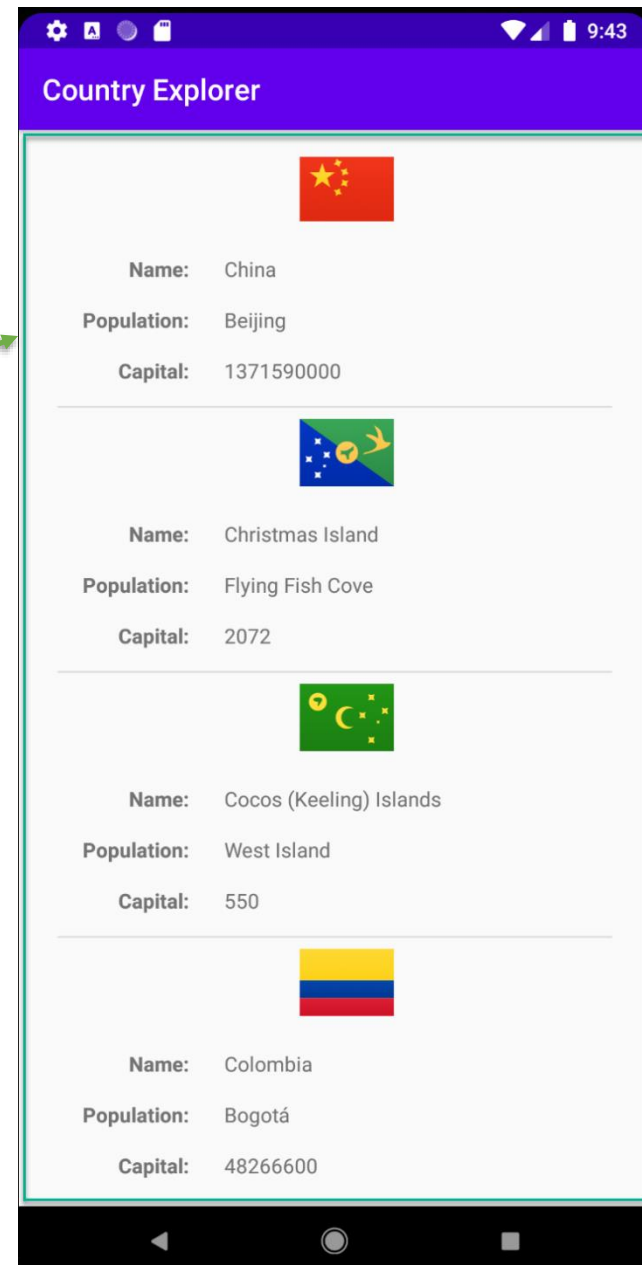 9:43
Country Explorer
Name: China
Population: Beijing
Capital: 1371590000
Name: Christmas Island
Population: Flying Fish Cove
Capital: 2072
Name: Cocos (Keeling) Islands
Population: West Island
Capital: 550
Name: Colombia
Population: Bogotá
Capital: 48266600